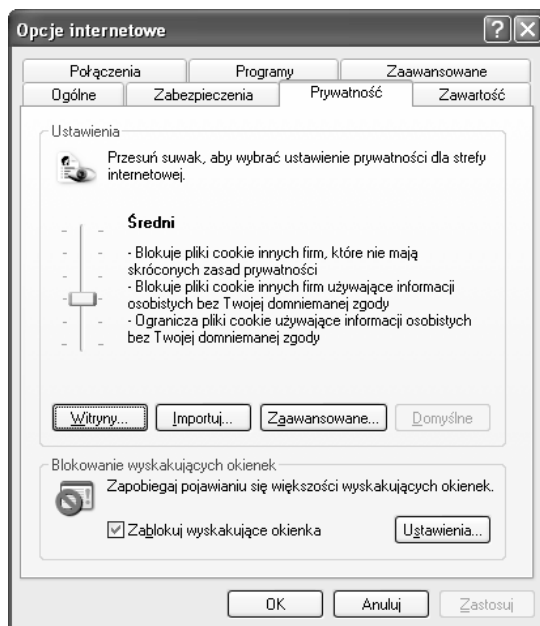 Opcje internetowe
Połączenia Programy Zaawansowane
Ogólne Zabezpieczenia Prywatność Zawartość
Ustawienia
Przesuń suwak, aby wybrać ustawienie prywatności dla strefy
internetowej.
Średni
- Blokuje pliki cookie innych firm, które nie mają
skróconych zasad prywatności
- Blokuje pliki cookie innych firm używające informacji
osobistych bez Twojej domniemanej zgody
- Ogranicza pliki cookie używające informacji osobistych
bez Twojej domniemanej zgody
Witryny... Importuj... Zaawansowane... Domyślne
Blokowanie wyskakujących okienek
Zapobiegaj pojawianiu się większości wyskakujących okienek.
Zablokuj wyskakujące okienka Ustawienia...
OK Anuluj Zastosuj